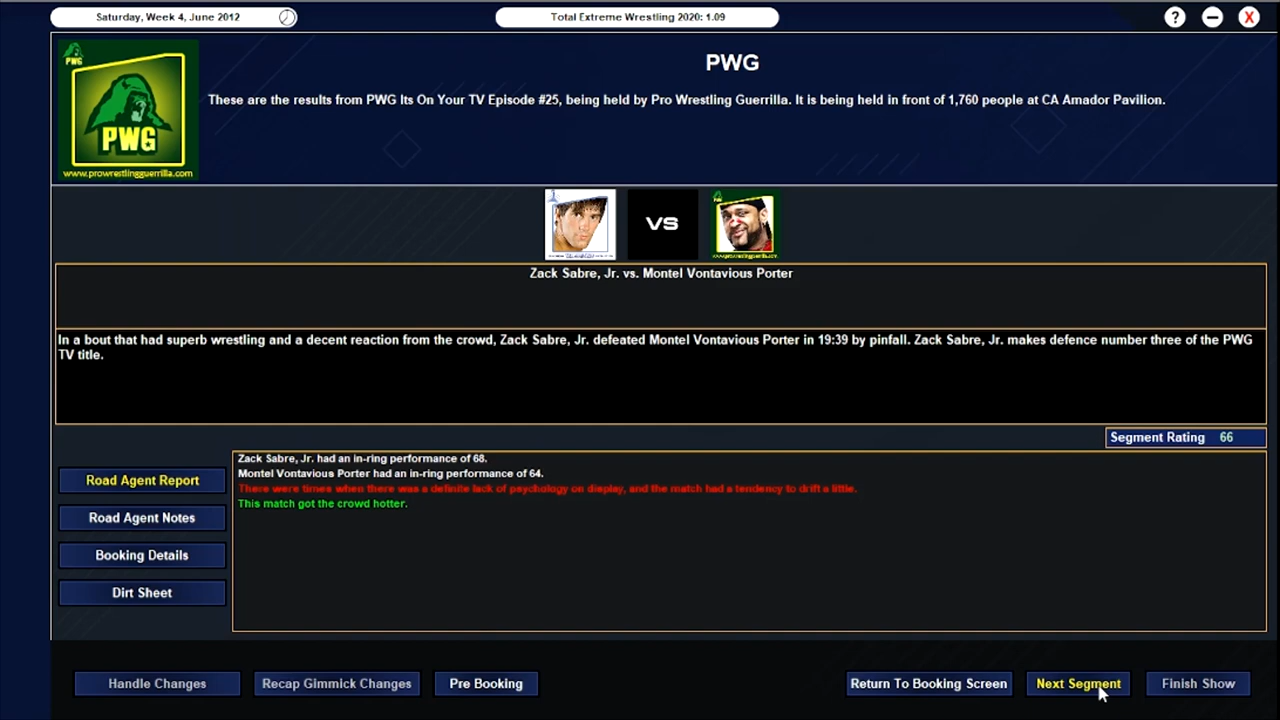 Saturday, Week 4, June 2012
Total Extreme Wrestling 2020: 1.09
?
X
PWG
PWG
PWG
www.prowrestlingguerrilla.com
These are the results from PWG Its On Your TV Episode #25, being held by Pro Wrestling Guerrilla. It is being held in front of 1,760 people at CA Amador Pavilion.
VS
Zack Sabre, Jr. vs. Montel Vontavious Porter
In a bout that had superb wrestling and a decent reaction from the crowd, Zack Sabre, Jr. defeated Montel Vontavious Porter in 19:39 by pinfall. Zack Sabre, Jr. makes defence number three of the PWG
TV title.
Segment Rating 66
Road Agent Report
Road Agent Notes
Booking Details
Dirt Sheet
Zack Sabre, Jr. had an in-ring performance of 68.
Montel Vontavious Porter had an in-ring performance of 64.
There were times when there was a definite lack of psychology on display, and the match had a tendency to drift a little.
This match got the crowd hotter.
Handle Changes
Recap Gimmick Changes
Pre Booking
Return To Booking Screen
Next Segment
Finish Show